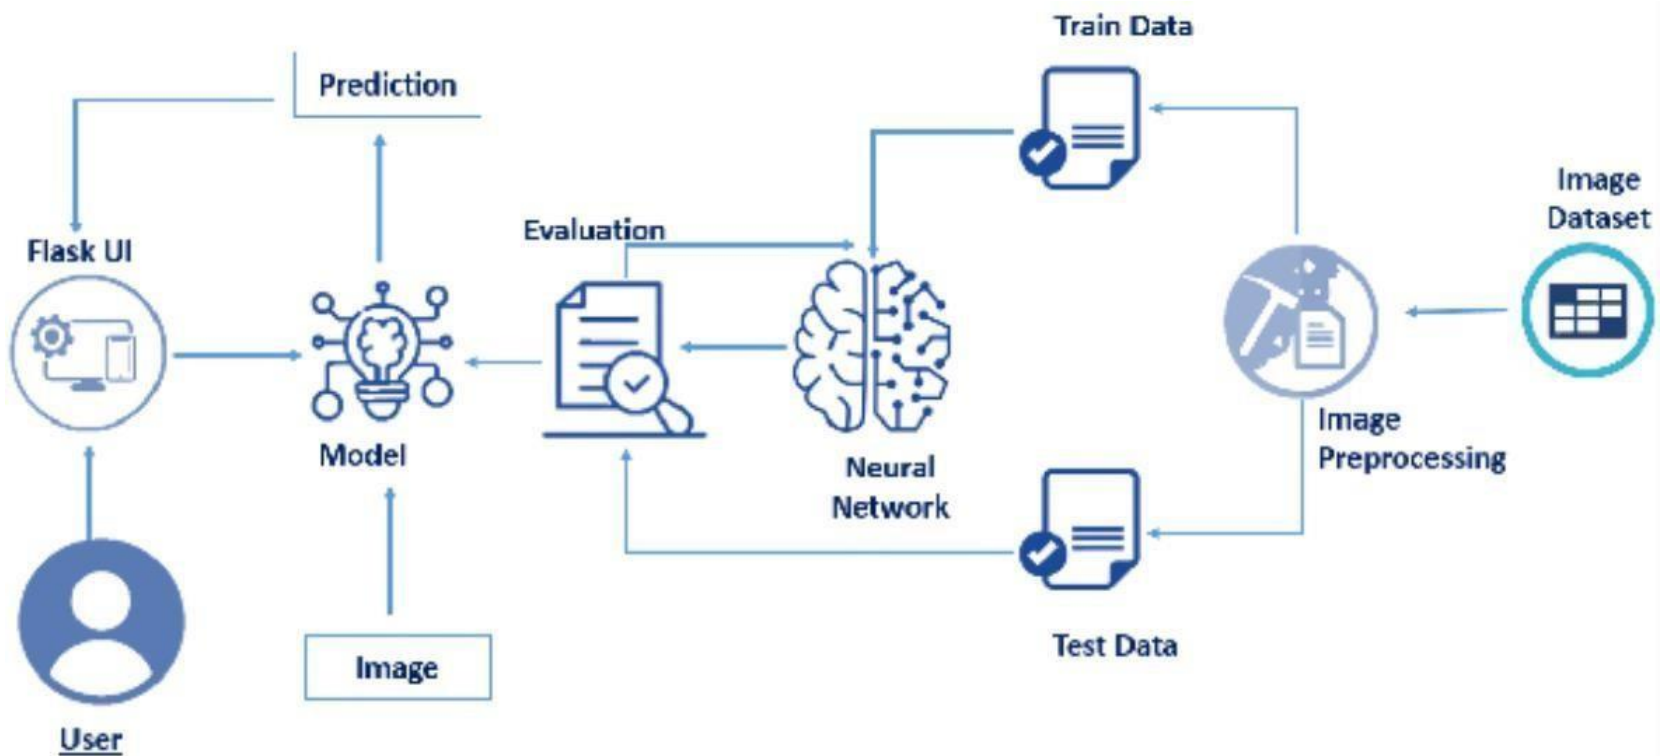 Train Data
Prediction
Image
Dataset
Evaluation
Flask UI
Image
Preprocessing
Model
Neural
Network
Test Data
Image
User